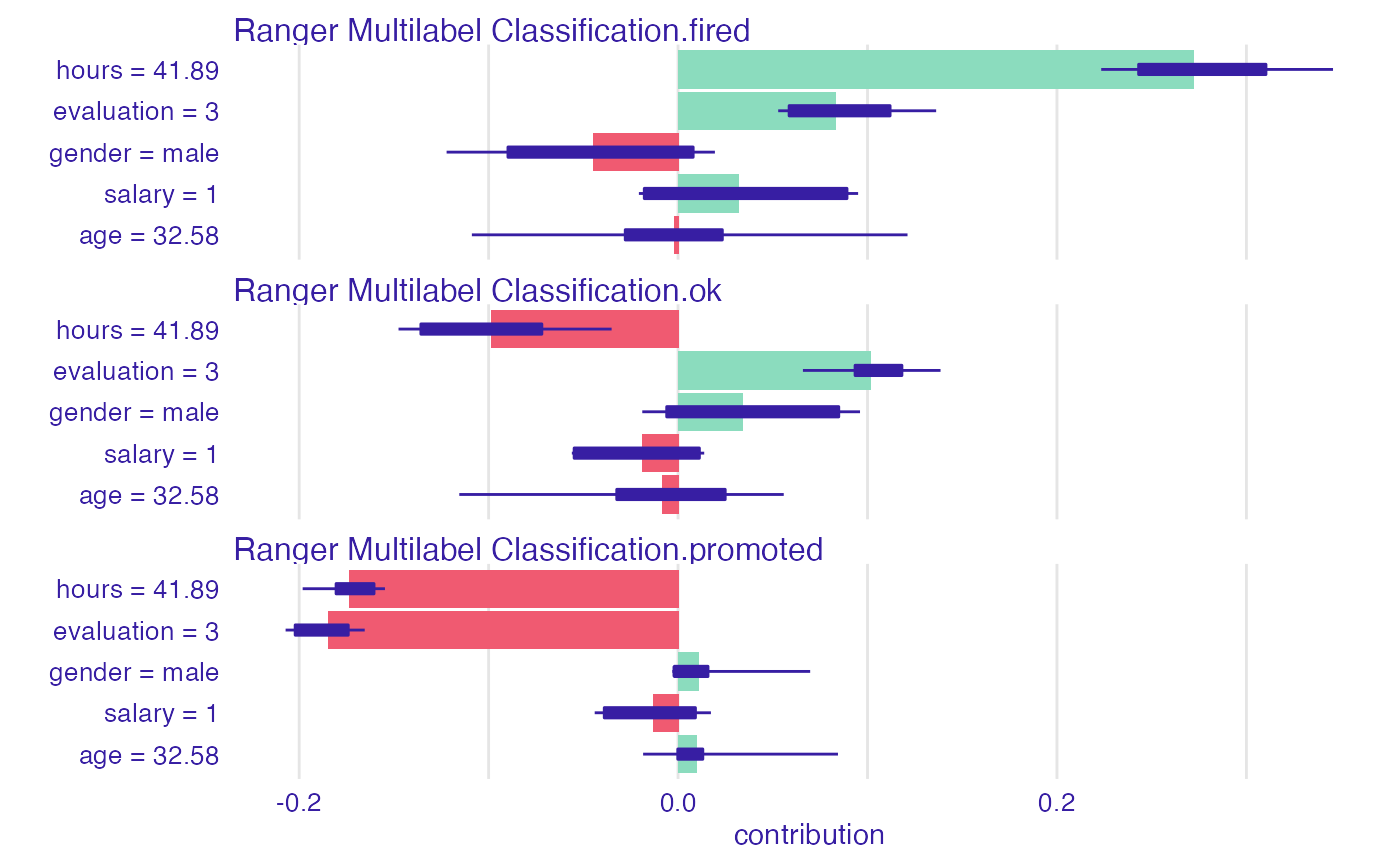 Ranger Multilabel Classification.fired
hours = 41.89
evaluation = 3
gender = male
salary = 1
age = 32.58
Ranger Multilabel Classification.ok
hours = 41.89
evaluation = 3
gender = male
salary = 1
age = 32.58
Ranger Multilabel Classification.promoted
hours = 41.89
evaluation = 3
gender = male
salary = 1
age = 32.58
-0.2 0.0 0.2
contribution